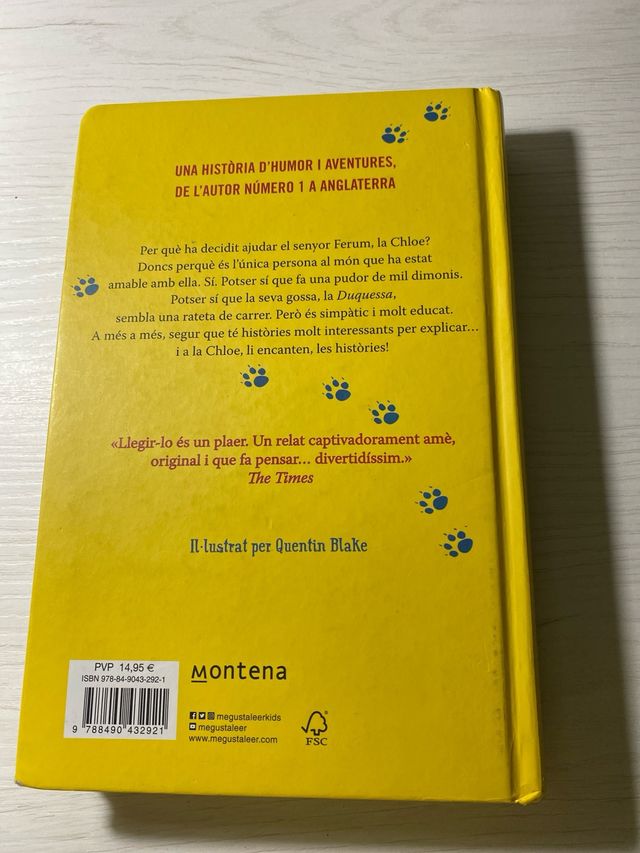 UNA HISTÒRIA D'HUMOR I AVENTURES,
DE L'AUTOR NÚMERO 1 A ANGLATERRA
Per què ha decidit ajudar el senyor Ferum, la Chloe?
Doncs perquè és l'única persona al món que ha estat
amable amb ella. Sí. Potser sí que fa una pudor de mil dimonis.
Potser sí que la seva gossa, la Duquessa,
sembla una rateta de carrer. Però és simpàtic i molt educat.
A més a més, segur que té històries molt interessants per explicar...
i a la Chloe, li encanten, les històries!
«Llegir-lo és un plaer. Un relat captivadorament amè,
original i que fa pensar... divertidíssim.»
The Times
Il·lustrat per Quentin Blake
PVP 14,95 €
ISBN 978-84-9043-292-1
9 788490 432921
Montena
megustaleerkids
megustaleer
www.megustaleer.com
FSC